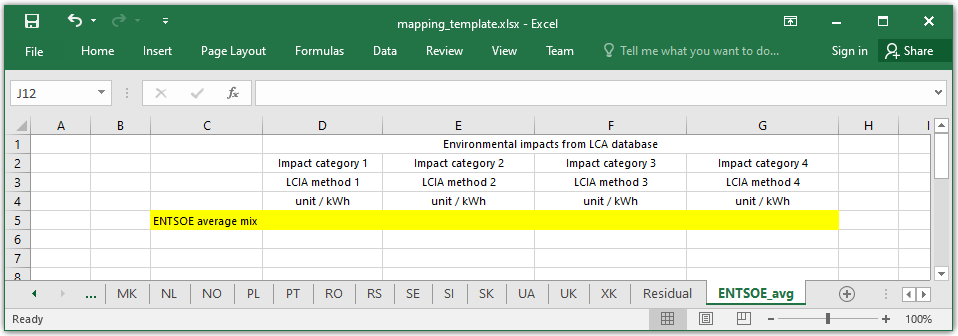 mapping_template.xlsx - Excel
File Home Insert Page Layout Formulas Data Review View Team Tell me what you want to do... Sign in Share
J12 fx
A B C D E F G H I
1 Environmental impacts from LCA database
2 Impact category 1 Impact category 2 Impact category 3 Impact category 4
3 LCIA method 1 LCIA method 2 LCIA method 3 LCIA method 4
4 unit / kWh unit / kWh unit / kWh unit / kWh
5 ENTSOE average mix
6
7
8
... MK NL NO PL PT RO RS SE SI SK UA UK XK Residual ENTSOE_avg
Ready 100%